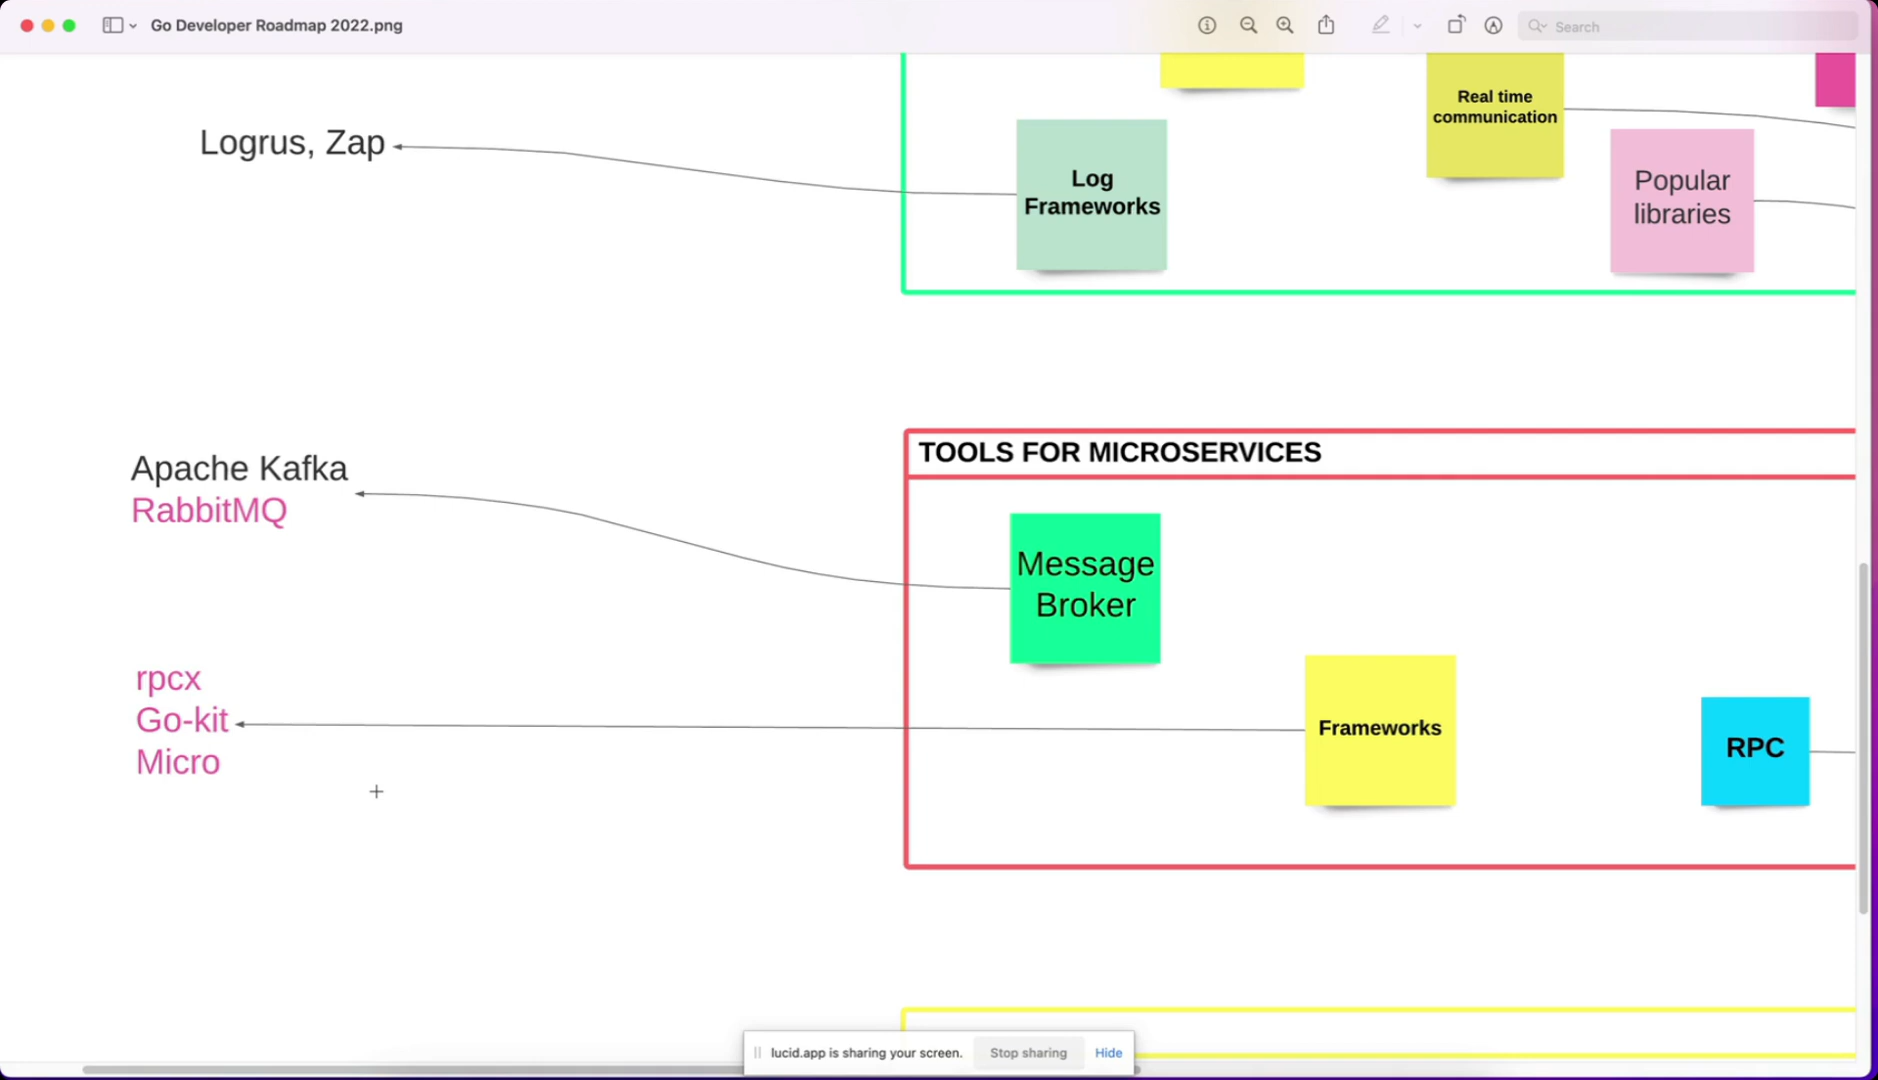 Go Developer Roadmap 2022.png
Search
Real time
communication
Logrus, Zap
Log
Frameworks
Popular
libraries
TOOLS FOR MICROSERVICES
Apache Kafka
RabbitMQ
Message
Broker
rpcx
Go-kit
Micro
Frameworks
RPC
lucid.app is sharing your screen.
Stop sharing
Hide